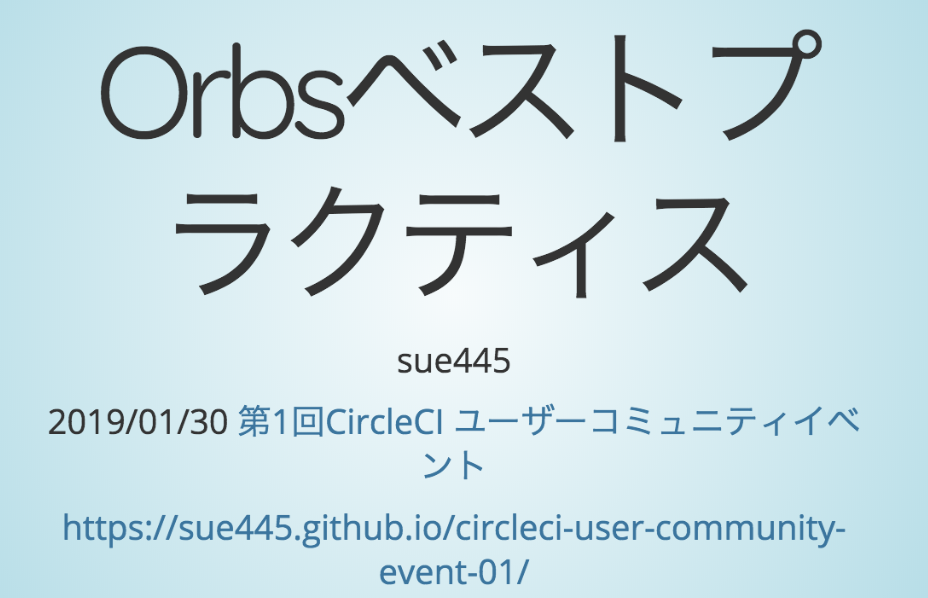 Orbsベストプ
ラクティス
sue445
2019/01/30 第1回CircleCI ユーザーコミュニティイベ
ント
https://sue445.github.io/circleci-user-community-
event-01/